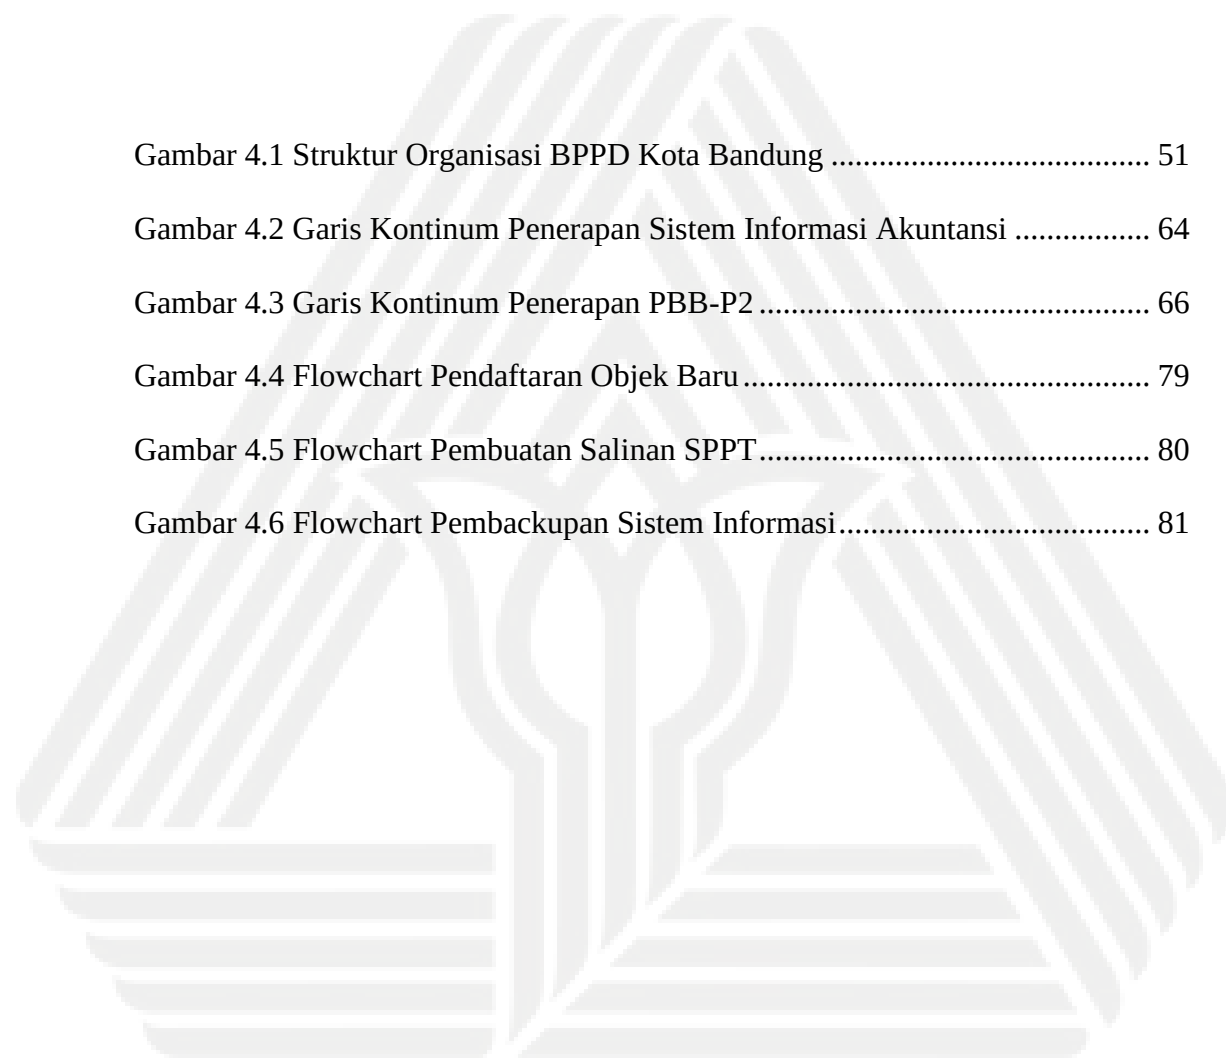 Gambar 4.1 Struktur Organisasi BPPD Kota Bandung ........................................ 51
Gambar 4.2 Garis Kontinum Penerapan Sistem Informasi Akuntansi ................. 64
Gambar 4.3 Garis Kontinum Penerapan PBB-P2 ................................................. 66
Gambar 4.4 Flowchart Pendaftaran Objek Baru ................................................... 79
Gambar 4.5 Flowchart Pembuatan Salinan SPPT ................................................. 80
Gambar 4.6 Flowchart Pembackupan Sistem Informasi ....................................... 81